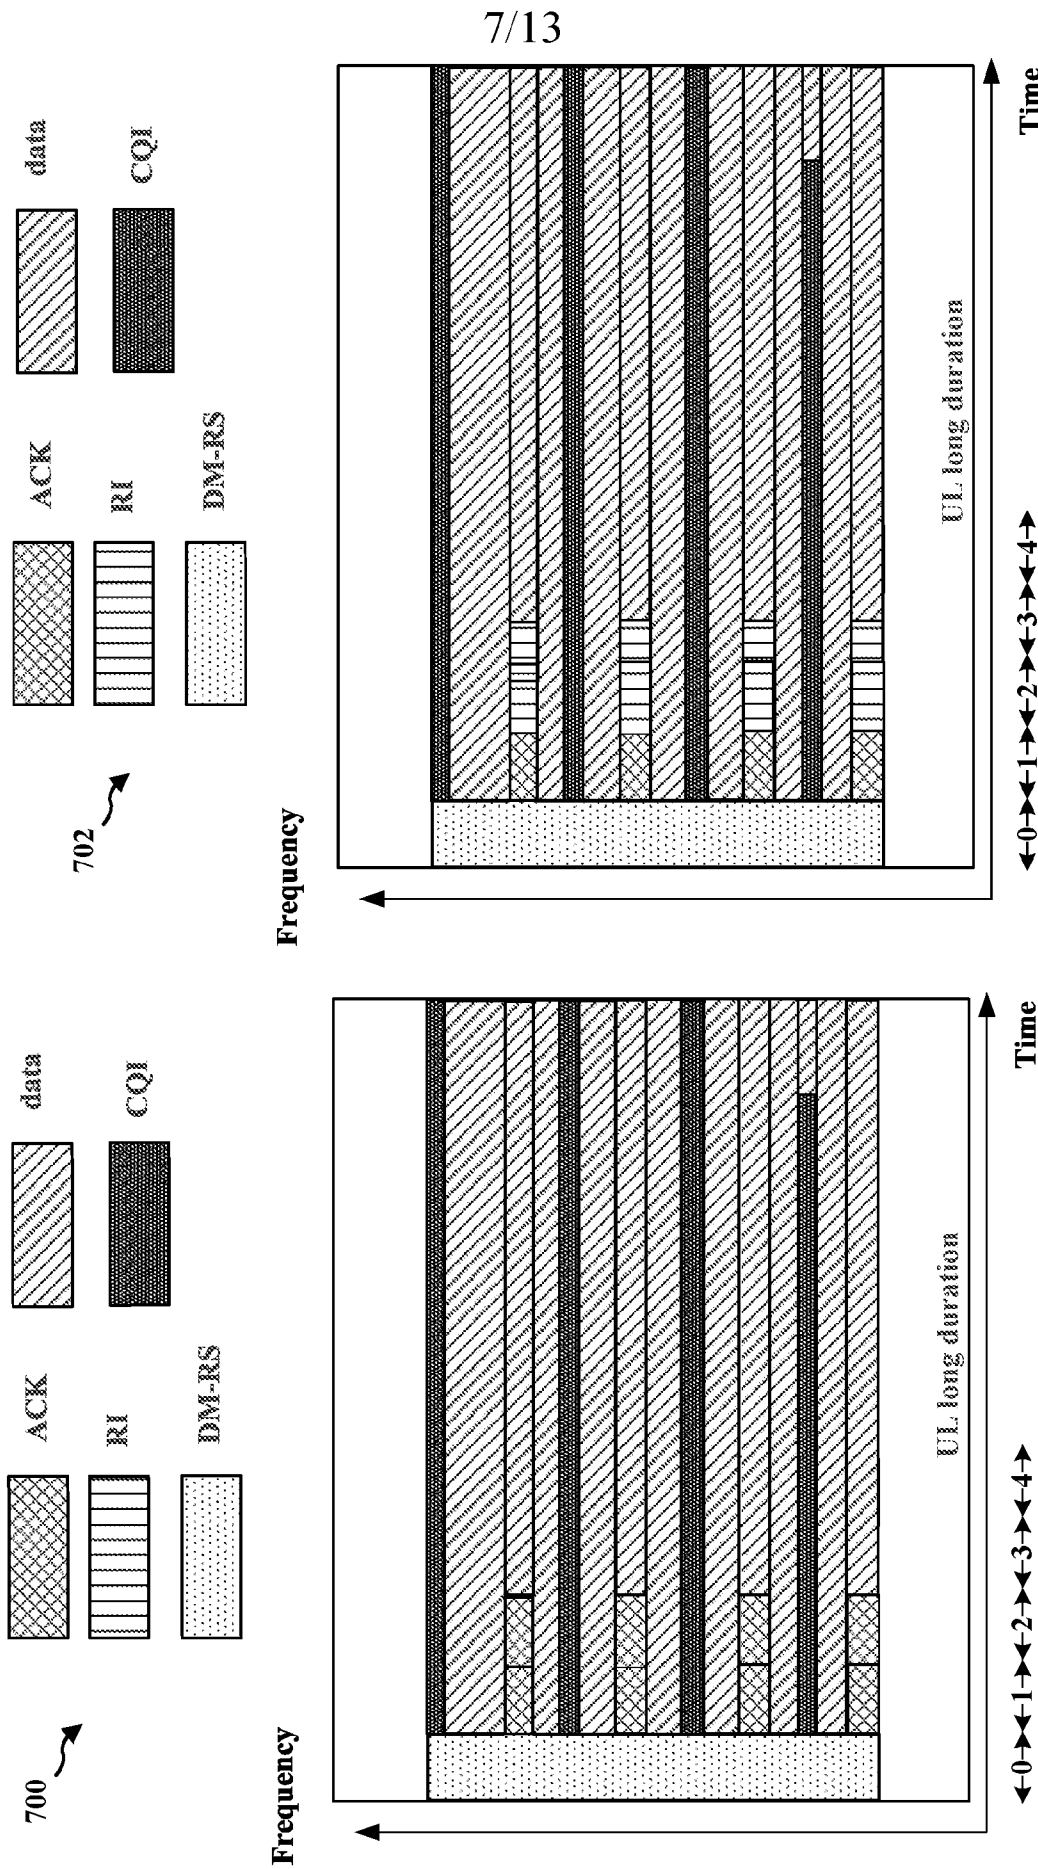 7/13
702
ACK
data
RI
CQI
DM-RS
Frequency
UL long duration
Time
0 1 2 3 4
700
ACK
data
RI
CQI
DM-RS
Frequency
UL long duration
Time
0 1 2 3 4